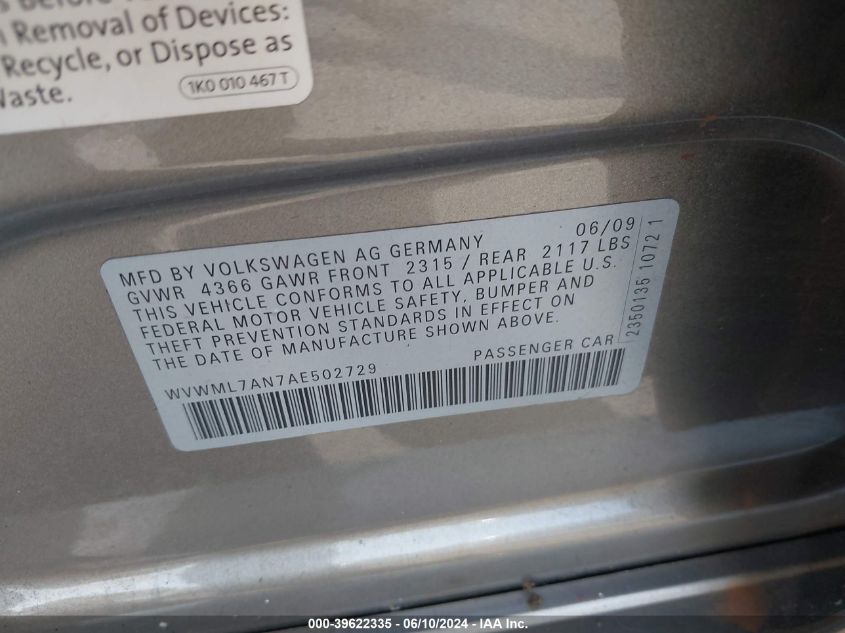 n Removal of Devices:
Recycle, or Dispose as
Waste.
1K0 010 467 T
06/09
MFD BY VOLKSWAGEN AG GERMANY
GVWR 4366 GAWR FRONT 2315 / REAR 2117 LBS
THIS VEHICLE CONFORMS TO ALL APPLICABLE U.S.
FEDERAL MOTOR VEHICLE SAFETY, BUMPER AND
THEFT PREVENTION STANDARDS IN EFFECT ON
THE DATE OF MANUFACTURE SHOWN ABOVE.
WVWML7AN7AE502729 PASSENGER CAR
2350135 1072 1
000-39622335 - 06/10/2024 - IAA Inc.